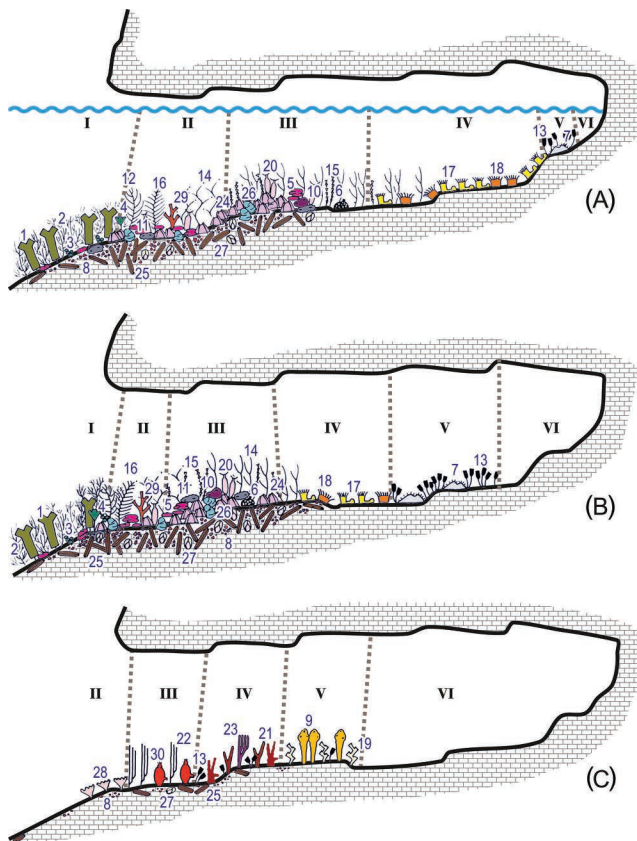 I II III IV V VI
13 7
20
14 15
12 16 29 5 17 18
2 4 24 26 10 6
1
3 11
8 27
25
(A)
I II III IV V VI
14
15 20
16 10 7 13
29 11 6 24 18 17
1 4 26
2 3 8
25
(B)
II III IV V VI
9
23 21
22 19
30 13
28
8 27 25
(C)